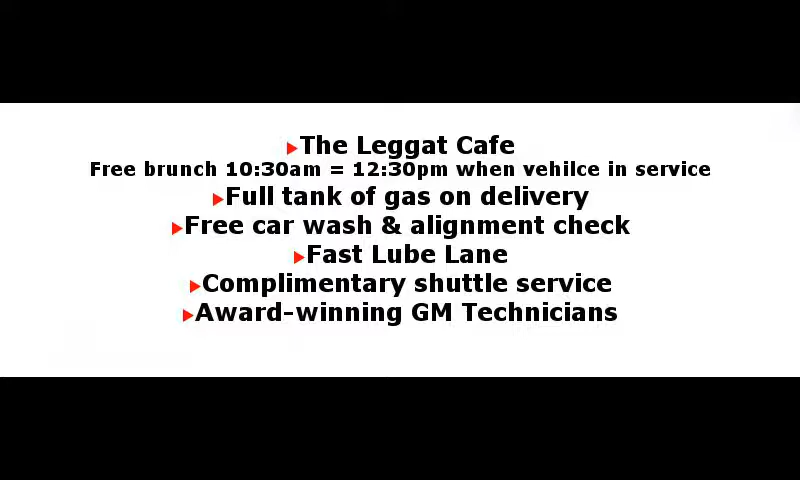 The Leggat Cafe
Free brunch 10:30am = 12:30pm when vehilce in service
Full tank of gas on delivery
Free car wash & alignment check
Fast Lube Lane
Complimentary shuttle service
Award-winning GM Technicians